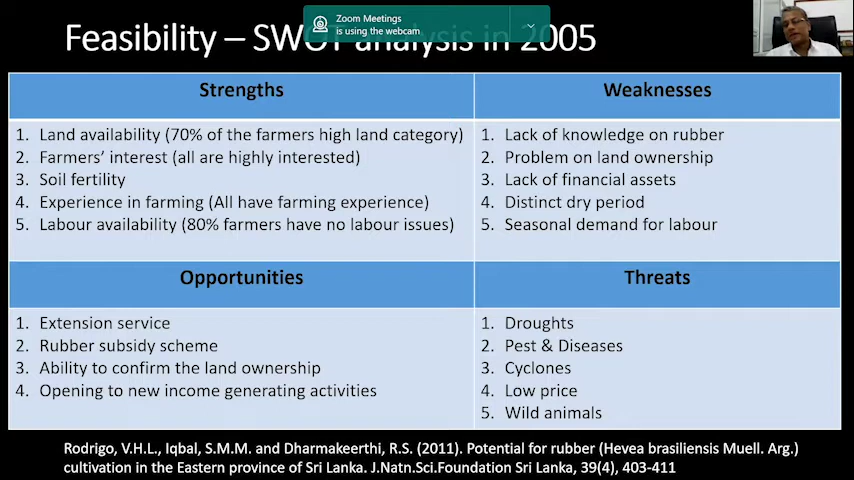 Zoom Meetings
is using the webcam
Feasibility – SWOT analysis in 2005
Strengths
1. Land availability (70% of the farmers high land category)
2. Farmers' interest (all are highly interested)
3. Soil fertility
4. Experience in farming (All have farming experience)
5. Labour availability (80% farmers have no labour issues)
Weaknesses
1. Lack of knowledge on rubber
2. Problem on land ownership
3. Lack of financial assets
4. Distinct dry period
5. Seasonal demand for labour
Opportunities
1. Extension service
2. Rubber subsidy scheme
3. Ability to confirm the land ownership
4. Opening to new income generating activities
Threats
1. Droughts
2. Pest & Diseases
3. Cyclones
4. Low price
5. Wild animals
Rodrigo, V.H.L., Iqbal, S.M.M. and Dharmakeerthi, R.S. (2011). Potential for rubber (Hevea brasiliensis Muell. Arg.)
cultivation in the Eastern province of Sri Lanka. J.Natn.Sci.Foundation Sri Lanka, 39(4), 403-411